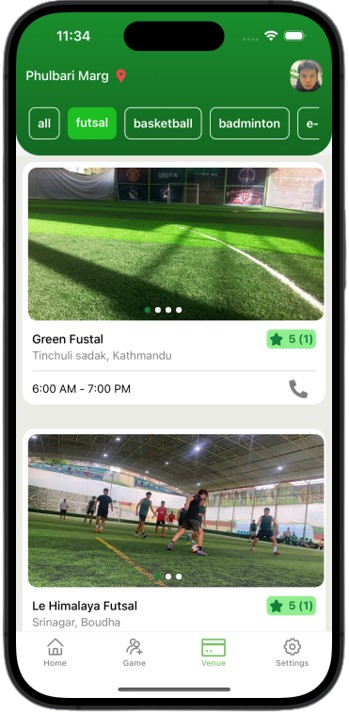 11:34
Phulbari Marg
all
futsal
basketball
badminton
e-
Green Fustal
5 (1)
Tinchuli sadak, Kathmandu
6:00 AM - 7:00 PM
Le Himalaya Futsal
5 (1)
Srinagar, Boudha
Home
Game
Venue
Settings